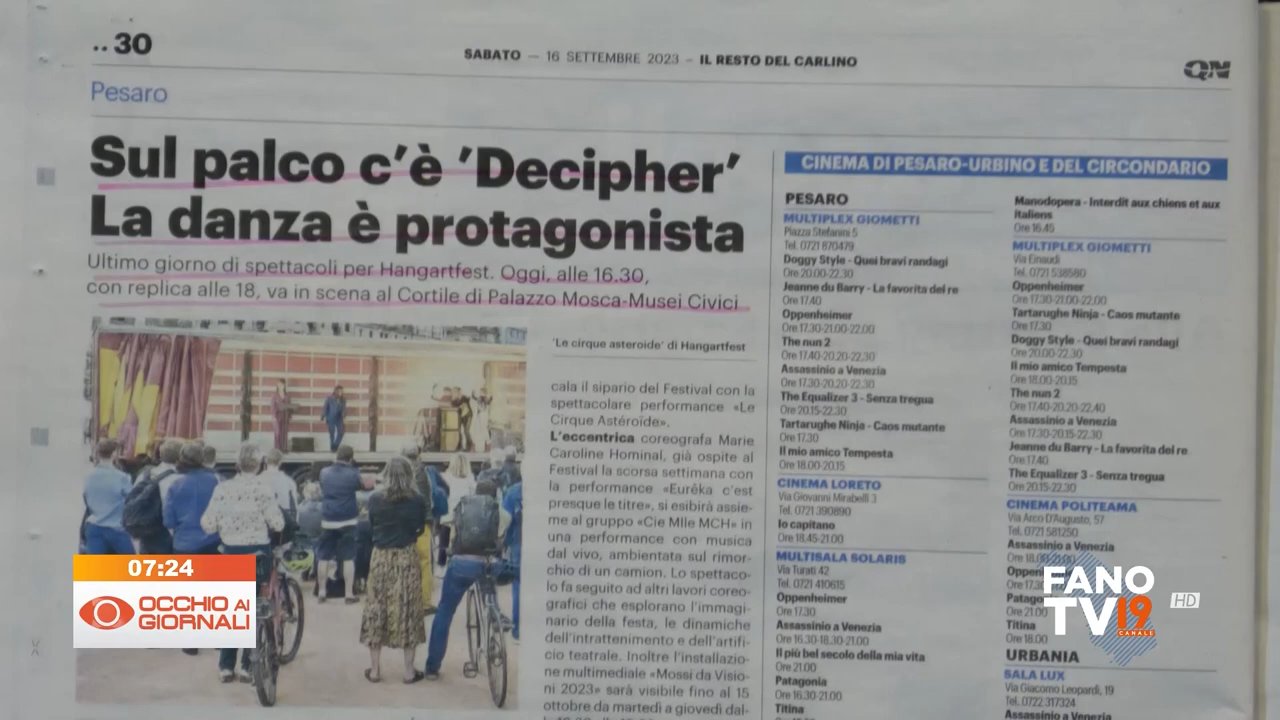 .. 30
SABATO — 16 SETTEMBRE 2023 – IL RESTO DEL CARLINO
QN
Pesaro
Sul palco c'è 'Decipher'
La danza è protagonista
Ultimo giorno di spettacoli per Hangartfest. Oggi, alle 16.30,
con replica alle 18, va in scena al Cortile di Palazzo Mosca-Musei Civici
'Le cirque asteroide' di Hangartfest
cala il sipario del Festival con la
spettacolare performance «Le
Cirque Astéroïde».
L'eccentrica coreografa Marie
Caroline Hominal, già ospite al
Festival la scorsa settimana con
la performance «Eurêka c'est
presque le titre», si esibirà assie-
me al gruppo «Cie Mlle MCH» in
una performance con musica
dal vivo, ambientata sul rimor-
chio di un camion. Lo spettaco-
lo fa seguito ad altri lavori coreo-
grafici che esplorano l'immagi-
nario della festa, le dinamiche
dell'intrattenimento e dell'artifi-
cio teatrale. Inoltre l'installazio-
ne multimediale «Mossi da Visio-
ni 2023» sarà visibile fino al 15
ottobre da martedì a giovedì dal-
CINEMA DI PESARO-URBINO E DEL CIRCONDARIO
PESARO
MULTIPLEX GIOMETTI
Piazza Stefanini 5
Tel. 0721 670479
Doggy Style - Quei bravi randagi
Ore 20.00-22.30
Jeanne du Barry - La favorita del re
Ore 17.40
Oppenheimer
Ore 17.30-21.00-22.00
The nun 2
Ore 17.40-20.20-22.30
Assassinio a Venezia
Ore 17.30-20.20-22.30
The Equalizer 3 - Senza tregua
Ore 20.15-22.30
Tartarughe Ninja - Caos mutante
Ore 17.30
Il mio amico Tempesta
Ore 18.00-20.15
CINEMA LORETO
Via Giovanni Mirabelli 3
Tel. 0721 390890
Io capitano
Ore 18.45-21.00
MULTISALA SOLARIS
Via Turati 42
Tel. 0721 410615
Oppenheimer
Ore 17.30
Assassinio a Venezia
Ore 16.30-18.30-21.00
Il più bel secolo della mia vita
Ore 21.00
Patagonia
Ore 16.30-21.00
Titina
Manodopera - Interdit aux chiens et aux
Italiens
Ore 16.45
MULTIPLEX GIOMETTI
Via Einaudi
Tel. 0721 538580
Oppenheimer
Ore 17.30-21.00-22.00
Tartarughe Ninja - Caos mutante
Ore 17.30
Doggy Style - Quei bravi randagi
Ore 20.00-22.30
Il mio amico Tempesta
Ore 18.00-20.15
The nun 2
Ore 17.40-20.20-22.40
Assassinio a Venezia
Ore 17.30-20.15-22.30
Jeanne du Barry - La favorita del re
Ore 17.40
The Equalizer 3 - Senza tregua
Ore 20.15-22.30
CINEMA POLITEAMA
Via Arco D'Augusto, 57
Tel. 0721 581250
Assassinio a Venezia
Ore 18.00-21.00
Oppen
Ore 17.30
Patago
Ore 21.00
Titina
Ore 18.00
URBANIA
SALA LUX
Via Giacomo Leopardi, 19
Tel. 0722 317324
Assassinio a Venezia
07:24
OCCHIO AI
GIORNALI
FANO
TV19
CANALE
HD